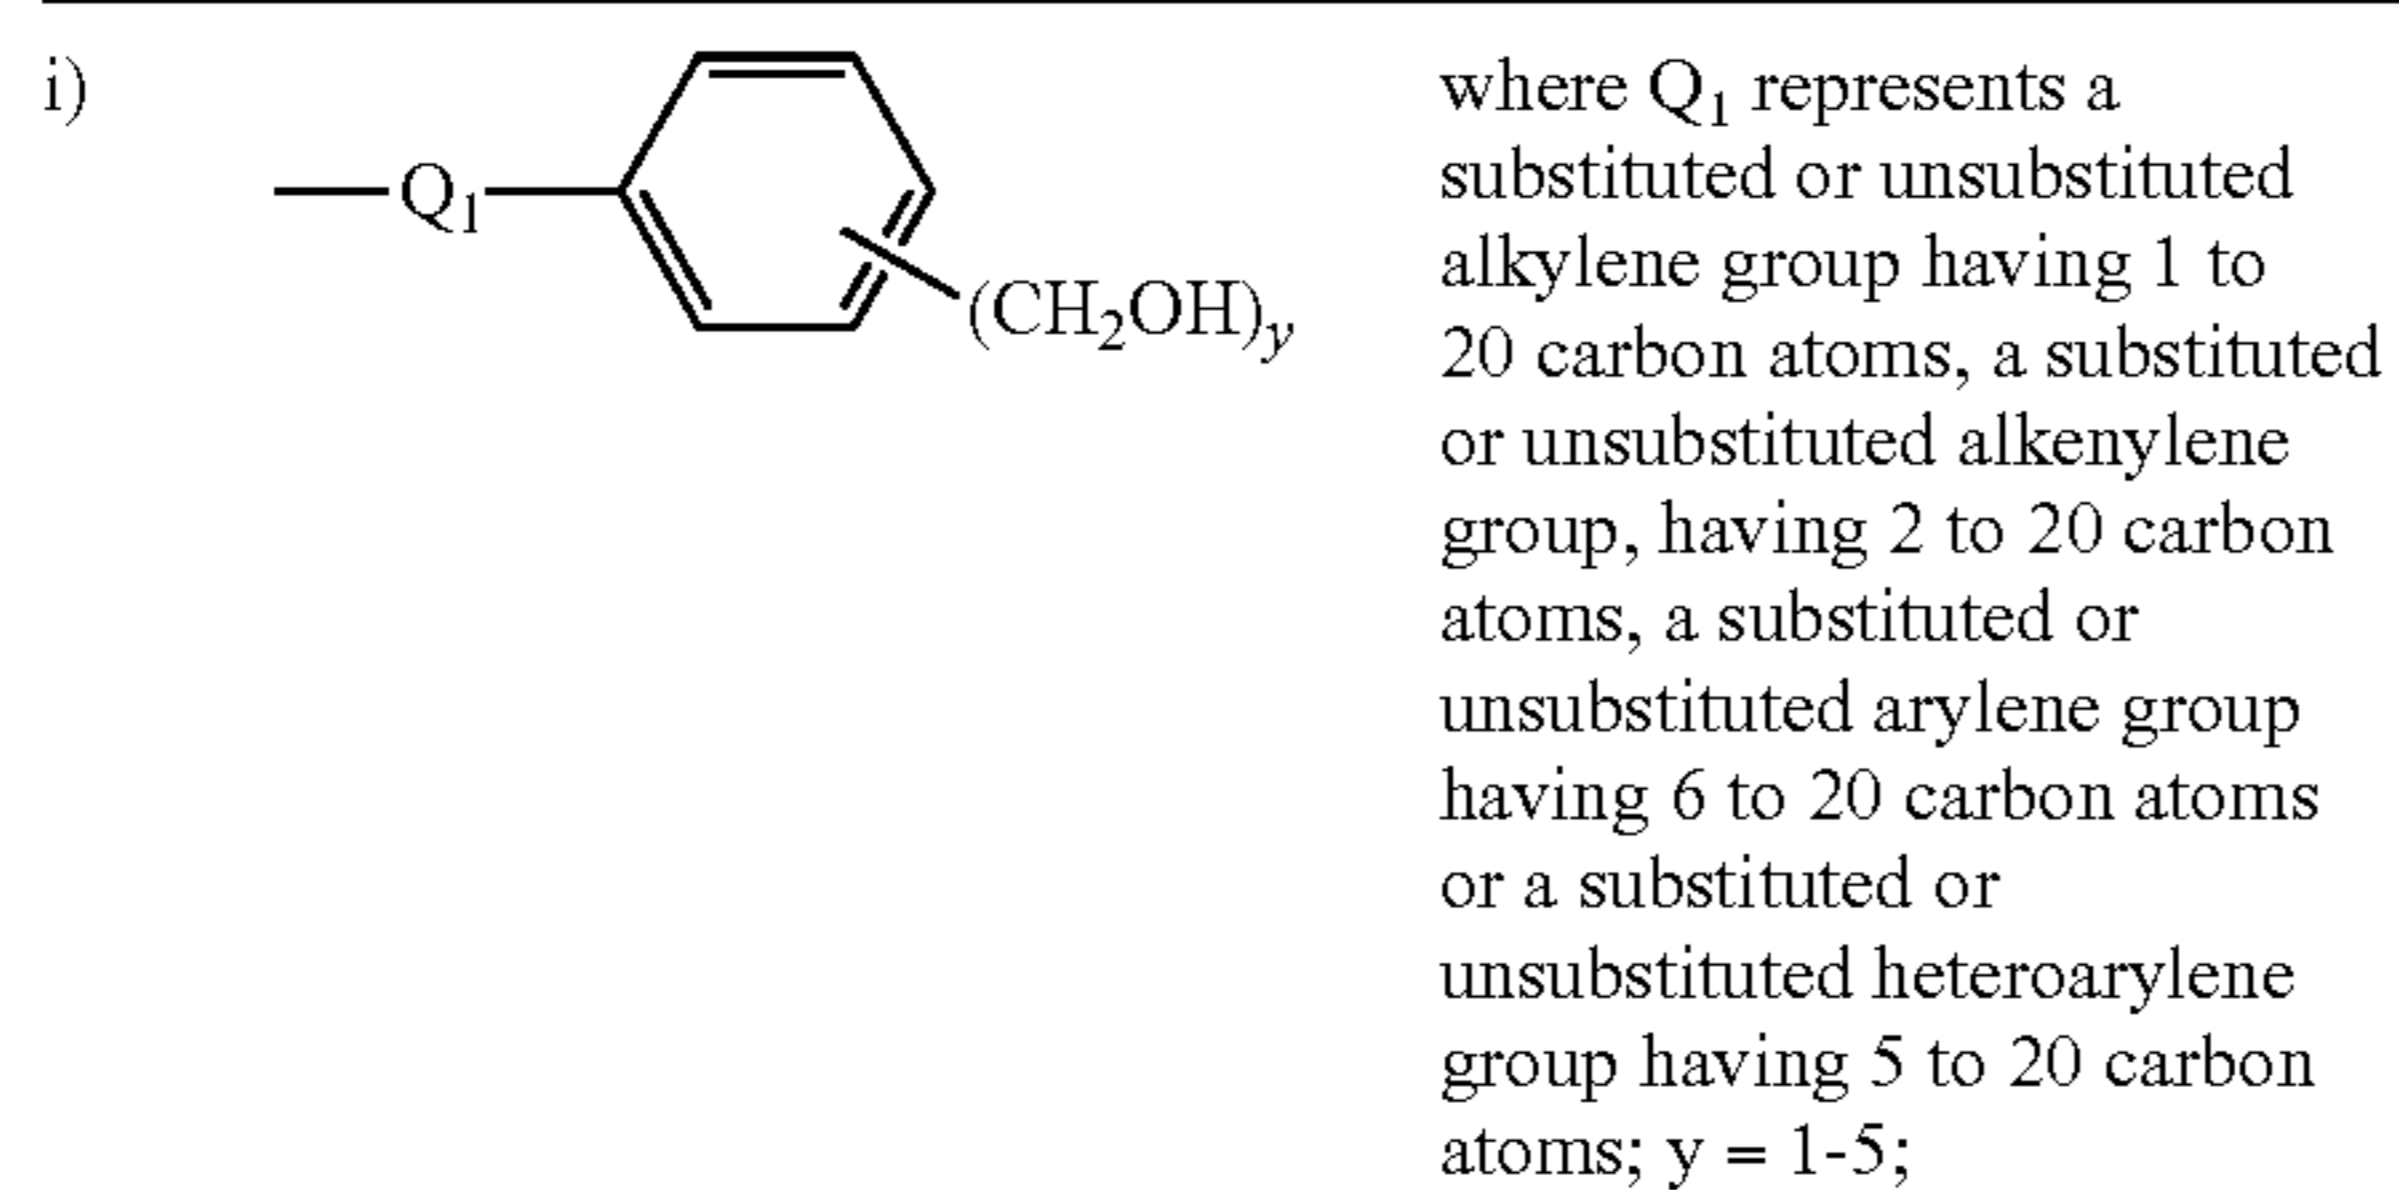 i)
where Q₁ represents a
substituted or unsubstituted
—Q₁—
alkylene group having 1 to
(CH₂OH)y
20 carbon atoms, a substituted
or unsubstituted alkenylene
group, having 2 to 20 carbon
atoms, a substituted or
unsubstituted arylene group
having 6 to 20 carbon atoms
or a substituted or
unsubstituted heteroarylene
group having 5 to 20 carbon
atoms; y = 1-5;